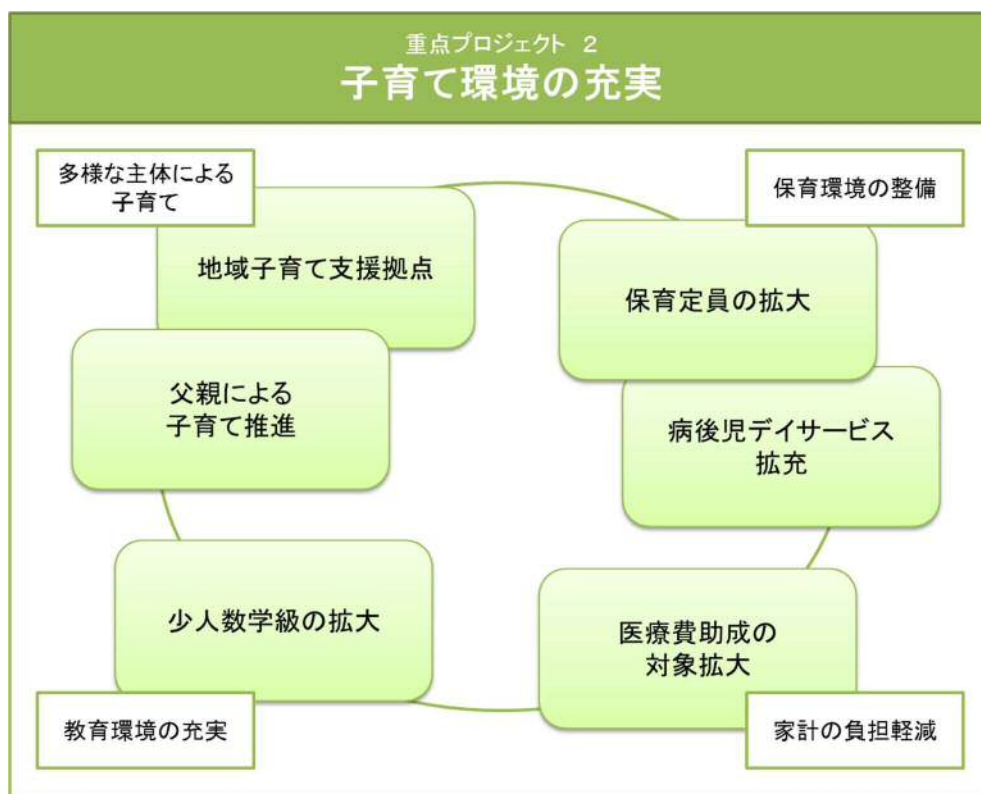 重点プロジェクト 2
子育て環境の充実
多様な主体による
子育て
保育環境の整備
地域子育て支援拠点
保育定員の拡大
父親による
子育て推進
病後児デイサービス
拡充
少人数学級の拡大
医療費助成の
対象拡大
教育環境の充実
家計の負担軽減